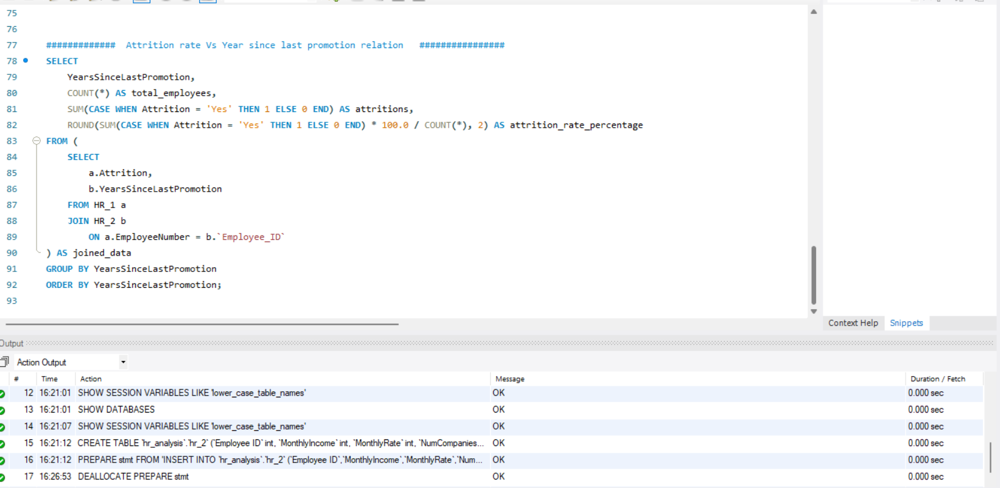 75
76
77 ############# Attrition rate Vs Year since last promotion relation ################
78 SELECT
79 YearsSinceLastPromotion,
80 COUNT(*) AS total_employees,
81 SUM(CASE WHEN Attrition = 'Yes' THEN 1 ELSE 0 END) AS attritions,
82 ROUND(SUM(CASE WHEN Attrition = 'Yes' THEN 1 ELSE 0 END) * 100.0 / COUNT(*), 2) AS attrition_rate_percentage
83 FROM (
84 SELECT
85 a.Attrition,
86 b.YearsSinceLastPromotion
87 FROM HR_1 a
88 JOIN HR_2 b
89 ON a.EmployeeNumber = b.`Employee_ID`
90 ) AS joined_data
91 GROUP BY YearsSinceLastPromotion
92 ORDER BY YearsSinceLastPromotion;
93
Context Help Snippets
Output
Action Output
# Time Action Message Duration / Fetch
12 16:21:01 SHOW SESSION VARIABLES LIKE 'lower_case_table_names' OK 0.000 sec
13 16:21:01 SHOW DATABASES OK 0.000 sec
14 16:21:07 SHOW SESSION VARIABLES LIKE 'lower_case_table_names' OK 0.000 sec
15 16:21:12 CREATE TABLE `hr_analysis`.`hr_2` (`Employee ID` int, `MonthlyIncome` int, `MonthlyRate` int, `NumCompanies... OK 0.000 sec
16 16:21:12 PREPARE stmt FROM 'INSERT INTO `hr_analysis`.`hr_2` (`Employee ID`,`MonthlyIncome`,`MonthlyRate`,`Num... OK 0.000 sec
17 16:26:53 DEALLOCATE PREPARE stmt OK 0.000 sec